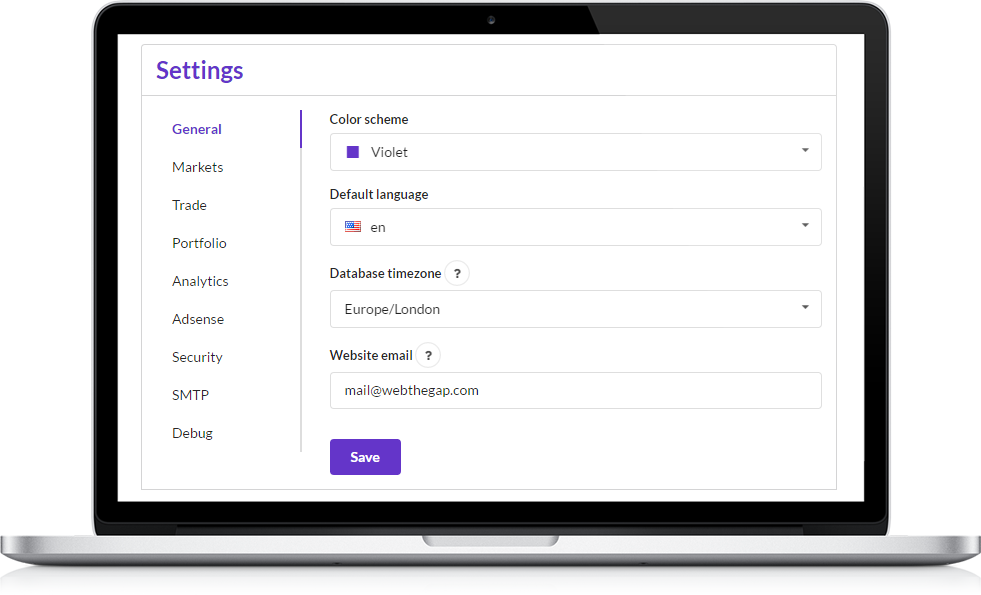 Settings
General
Markets
Trade
Portfolio
Analytics
Adsense
Security
SMTP
Debug
Color scheme
Violet
Default language
en
Database timezone ?
Europe/London
Website email ?
mail@webthegap.com
Save